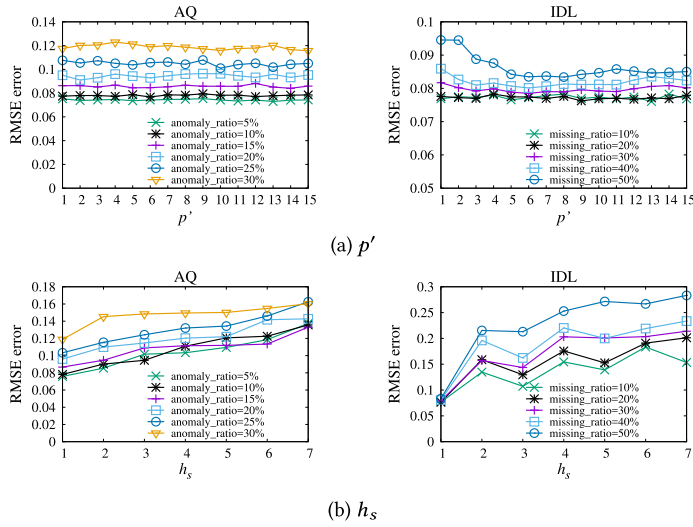 AQ
IDL
RMSE error
0.14
0.12
0.1
0.08
0.06
0.04
0.02
0
anomaly_ratio=5%
anomaly_ratio=10%
anomaly_ratio=15%
anomaly_ratio=20%
anomaly_ratio=25%
anomaly_ratio=30%
1 2 3 4 5 6 7 8 9 10 11 12 13 14 15
p'
RMSE error
0.1
0.09
0.08
0.07
0.06
0.05
missing_ratio=10%
missing_ratio=20%
missing_ratio=30%
missing_ratio=40%
missing_ratio=50%
1 2 3 4 5 6 7 8 9 10 11 12 13 14 15
p'
(a) p′
AQ
IDL
RMSE error
0.18
0.16
0.14
0.12
0.1
0.08
0.06
0.04
0.02
0
anomaly_ratio=5%
anomaly_ratio=10%
anomaly_ratio=15%
anomaly_ratio=20%
anomaly_ratio=25%
anomaly_ratio=30%
1 2 3 4 5 6 7
hs
RMSE error
0.3
0.25
0.2
0.15
0.1
0.05
0
missing_ratio=10%
missing_ratio=20%
missing_ratio=30%
missing_ratio=40%
missing_ratio=50%
1 2 3 4 5 6 7
hs
(b) hs